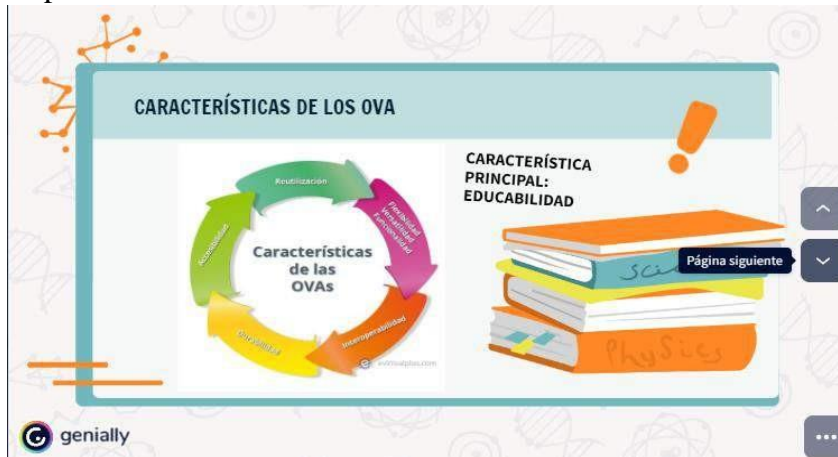 CARACTERÍSTICAS DE LOS OVA
Reutilización
Flexibilidad
Versatilidad
Funcionalidad
Interoperabilidad
Durabilidad
Accesibilidad
Características
de las
OVAs
CARACTERÍSTICA
PRINCIPAL:
EDUCABILIDAD
Physics
Página siguiente
genially